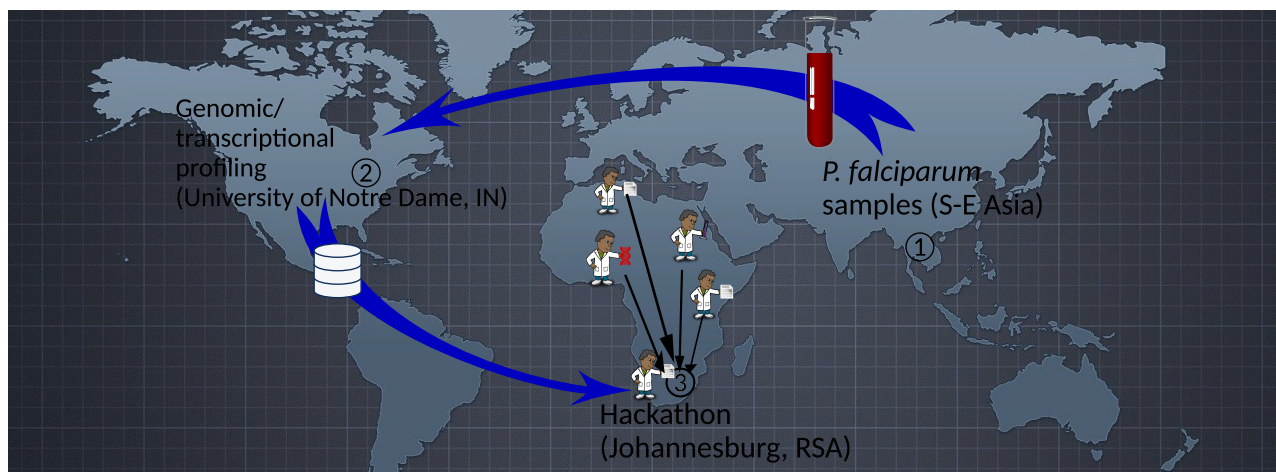 Genomic/
transcriptional
profiling
②
(University of Notre Dame, IN)
P. falciparum
samples (S-E Asia)
①
③
Hackathon
(Johannesburg, RSA)